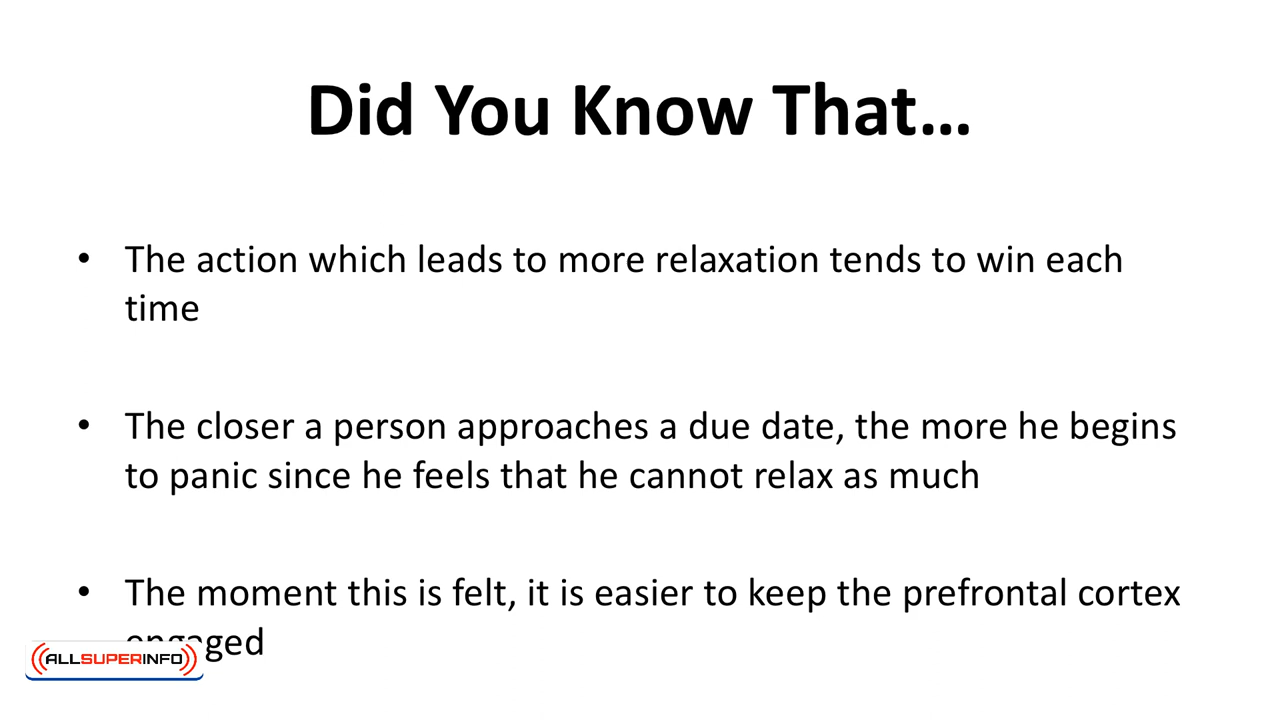 Did You Know That...
• The action which leads to more relaxation tends to win each
time
• The closer a person approaches a due date, the more he begins
to panic since he feels that he cannot relax as much
• The moment this is felt, it is easier to keep the prefrontal cortex
engaged
ALLSUPERINFO